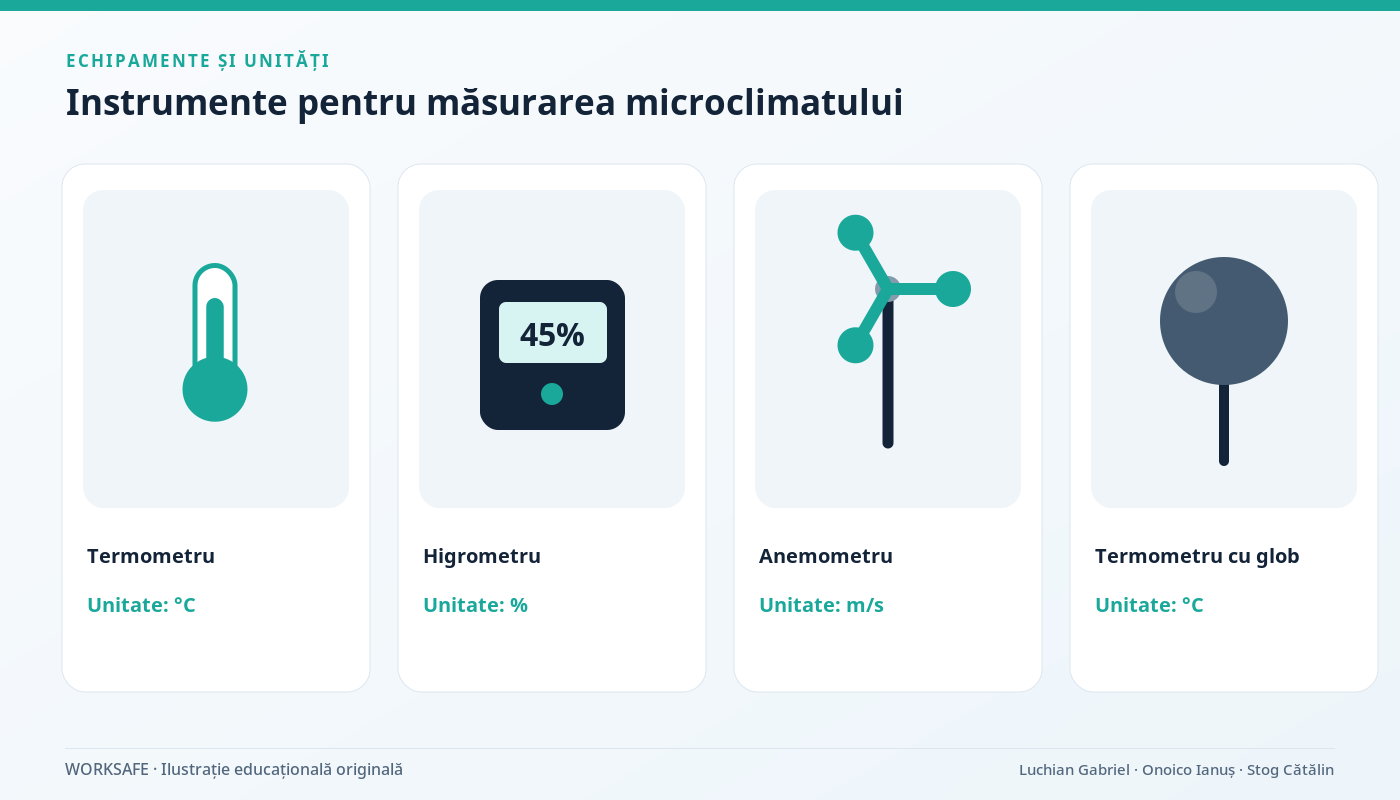 ECHIPAMENTE ȘI UNITĂȚI
Instrumente pentru măsurarea microclimatului
45%
Termometru
Higrometru
Anemometru
Termometru cu glob
Unitate: °C
Unitate: %
Unitate: m/s
Unitate: °C
WORKSAFE · Ilustrație educațională originală
Luchian Gabriel · Onoico Ianuș · Stog Cătălin